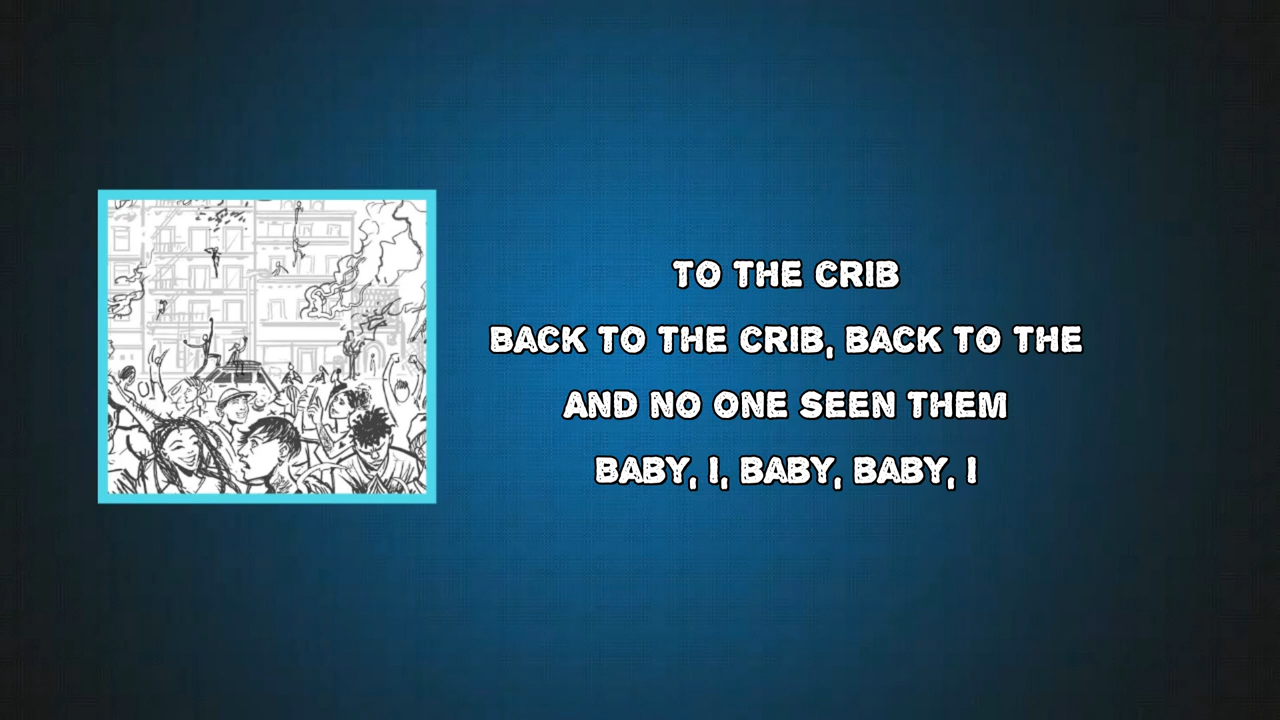 TO THE CRIB
BACK TO THE CRIB, BACK TO THE
AND NO ONE SEEN THEM
BABY, I, BABY, BABY, I